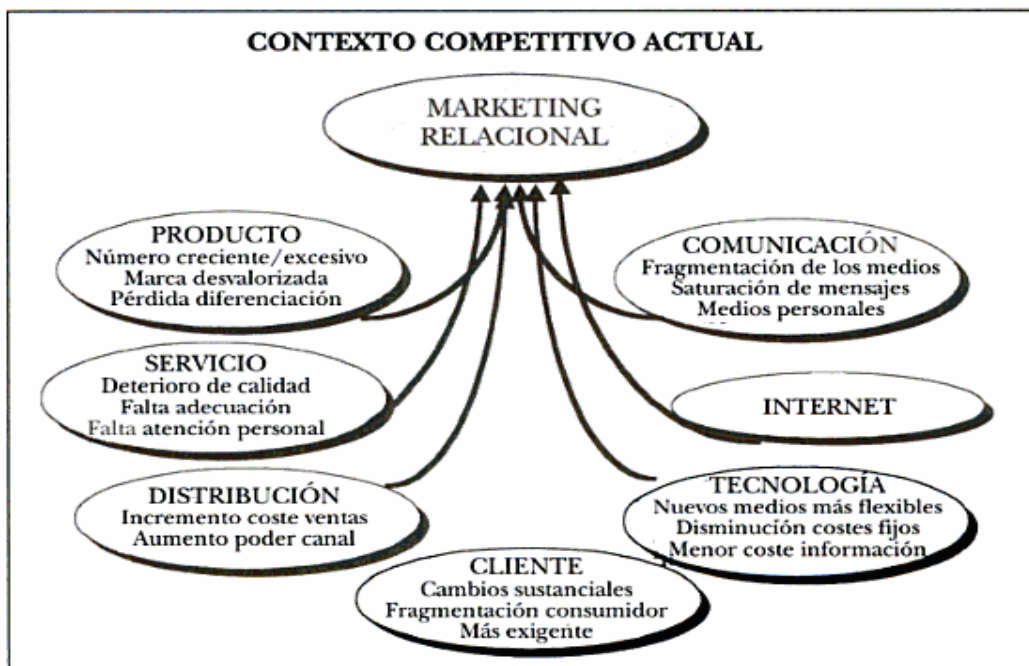 CONTEXTO COMPETITIVO ACTUAL
MARKETING
RELACIONAL
PRODUCTO
Número creciente/excesivo
Marca desvalorizada
Pérdida diferenciación
COMUNICACIÓN
Fragmentación de los medios
Saturación de mensajes
Medios personales
SERVICIO
Deterioro de calidad
Falta adecuación
Falta atención personal
INTERNET
DISTRIBUCIÓN
Incremento coste ventas
Aumento poder canal
TECNOLOGÍA
Nuevos medios más flexibles
Disminución costes fijos
Menor coste información
CLIENTE
Cambios sustanciales
Fragmentación consumidor
Más exigente